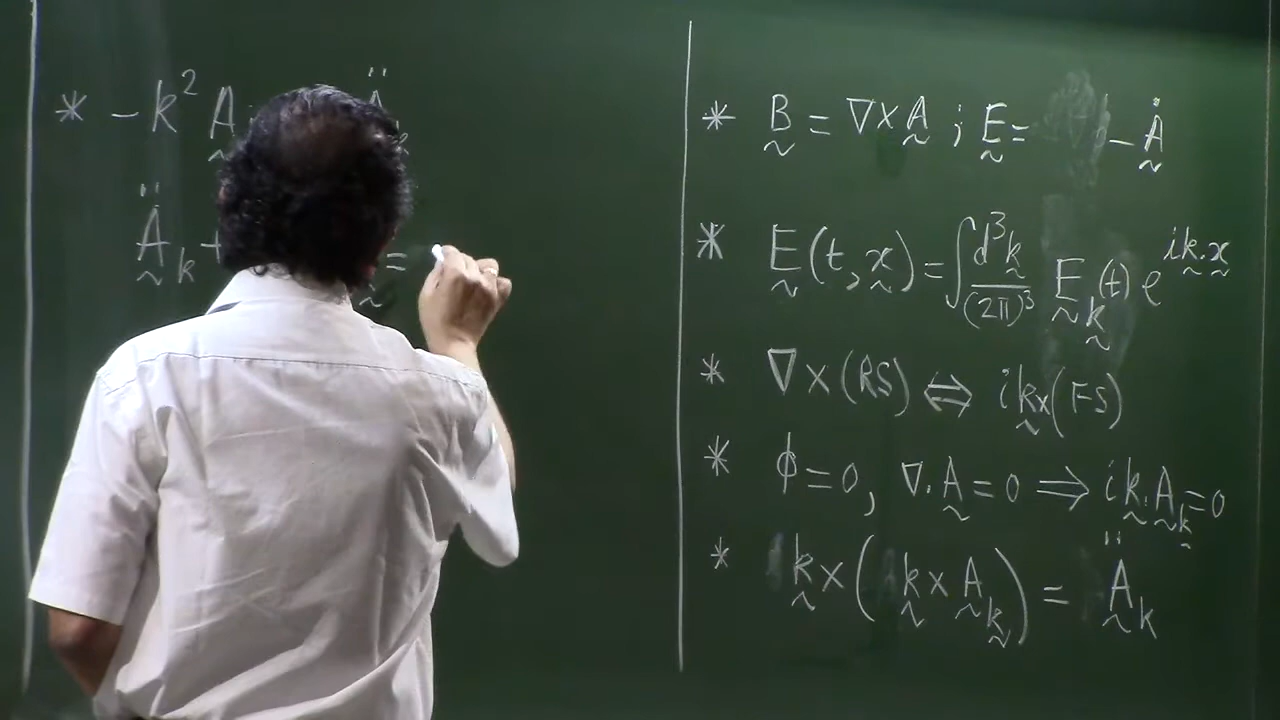 * -k² A Ä
Ä_k + =
* B = ∇×A ; E = -Ȧ
* E(t,x) = ∫ d³k/(2π)³ E_k(t) e^{ik.x}
* ∇×(RS) ⇔ ik×(FS)
* ϕ=0, ∇.A=0 ⇒ ik.A_k=0
* k×(k×A_k) = Ä_k